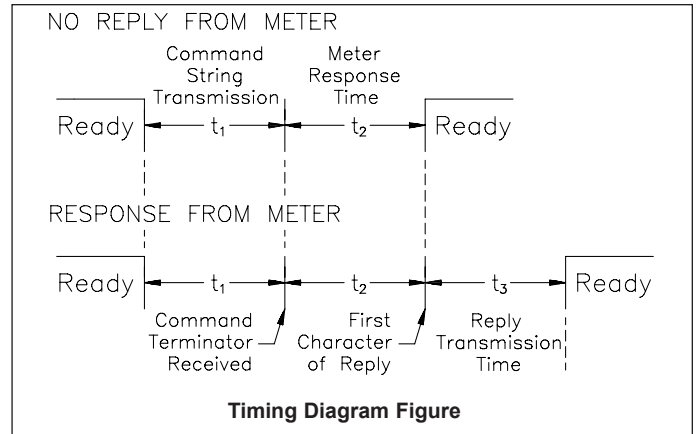 NO REPLY FROM METER
Command
String
Transmission
Meter
Response
Time
Ready
t₁
t₂
Ready
RESPONSE FROM METER
Ready
t₁
t₂
t₃
Ready
Command
Terminator
Received
First
Character
of Reply
Reply
Transmission
Time
Timing Diagram Figure